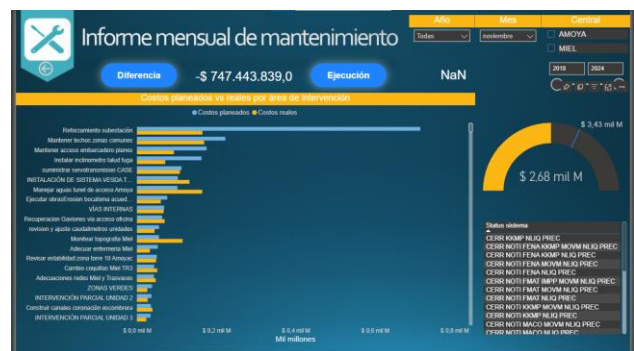 Informe mensual de mantenimiento
Año
Mes
Central
Todas
noviembre
AMOYA
MIEL
Diferencia
-$ 747.443.839,0
Ejecución
NaN
2018
2024
Costos planeados vs reales por área de intervención
Costos planeados Costos reales
Reforzamiento subestación
Mantener techos zonas comunes
Mantener acceso embarcadero planes
Instalar inclinometro talud fuga
suministrar servotransmisor CASE
INSTALACIÓN DE SISTEMA VESDA T...
Manejar aguas tunel de acceso Amoya
Ejecutar obrasErosion bocatoma acued...
VÍAS INTERNAS
Recuperacion Gaviones via acceso oficina
revision y ajuste caudalimetros unidades
Monitear topografia Miel
Adecuar enfermeria Miel
Revisar estabilidad zona torre 10 Amoyac
Cambio coquillas Miel TR3
Adecuaciones redes Miel y Trasvases
ZONAS VERDES
INTERVENCIÓN PARCIAL UNIDAD 2
Construir canales coronación escombrera
INTERVENCIÓN PARCIAL UNIDAD 3
$ 0,0 mil M
$ 0,2 mil M
$ 0,4 mil M
$ 0,6 mil M
$ 0,8 mil M
Mil millones
$ 3,43 mil M
$ 2,68 mil M
Status sistema
CERR KKMP NLIQ PREC
CERR NOTI FENA KKMP MOVM NLIQ PREC
CERR NOTI FENA KKMP NLIQ PREC
CERR NOTI FENA MOVM NLIQ PREC
CERR NOTI FENA NLIQ PREC
CERR NOTI FMAT IMPP MOVM NLIQ PREC
CERR NOTI FMAT MOVM NLIQ PREC
CERR NOTI FMAT NLIQ PREC
CERR NOTI KKMP MOVM NLIQ PREC
CERR NOTI KKMP NLIQ PREC
CERR NOTI MACO MOVM NLIQ PREC
CERR NOTI MACO NLIQ PREC